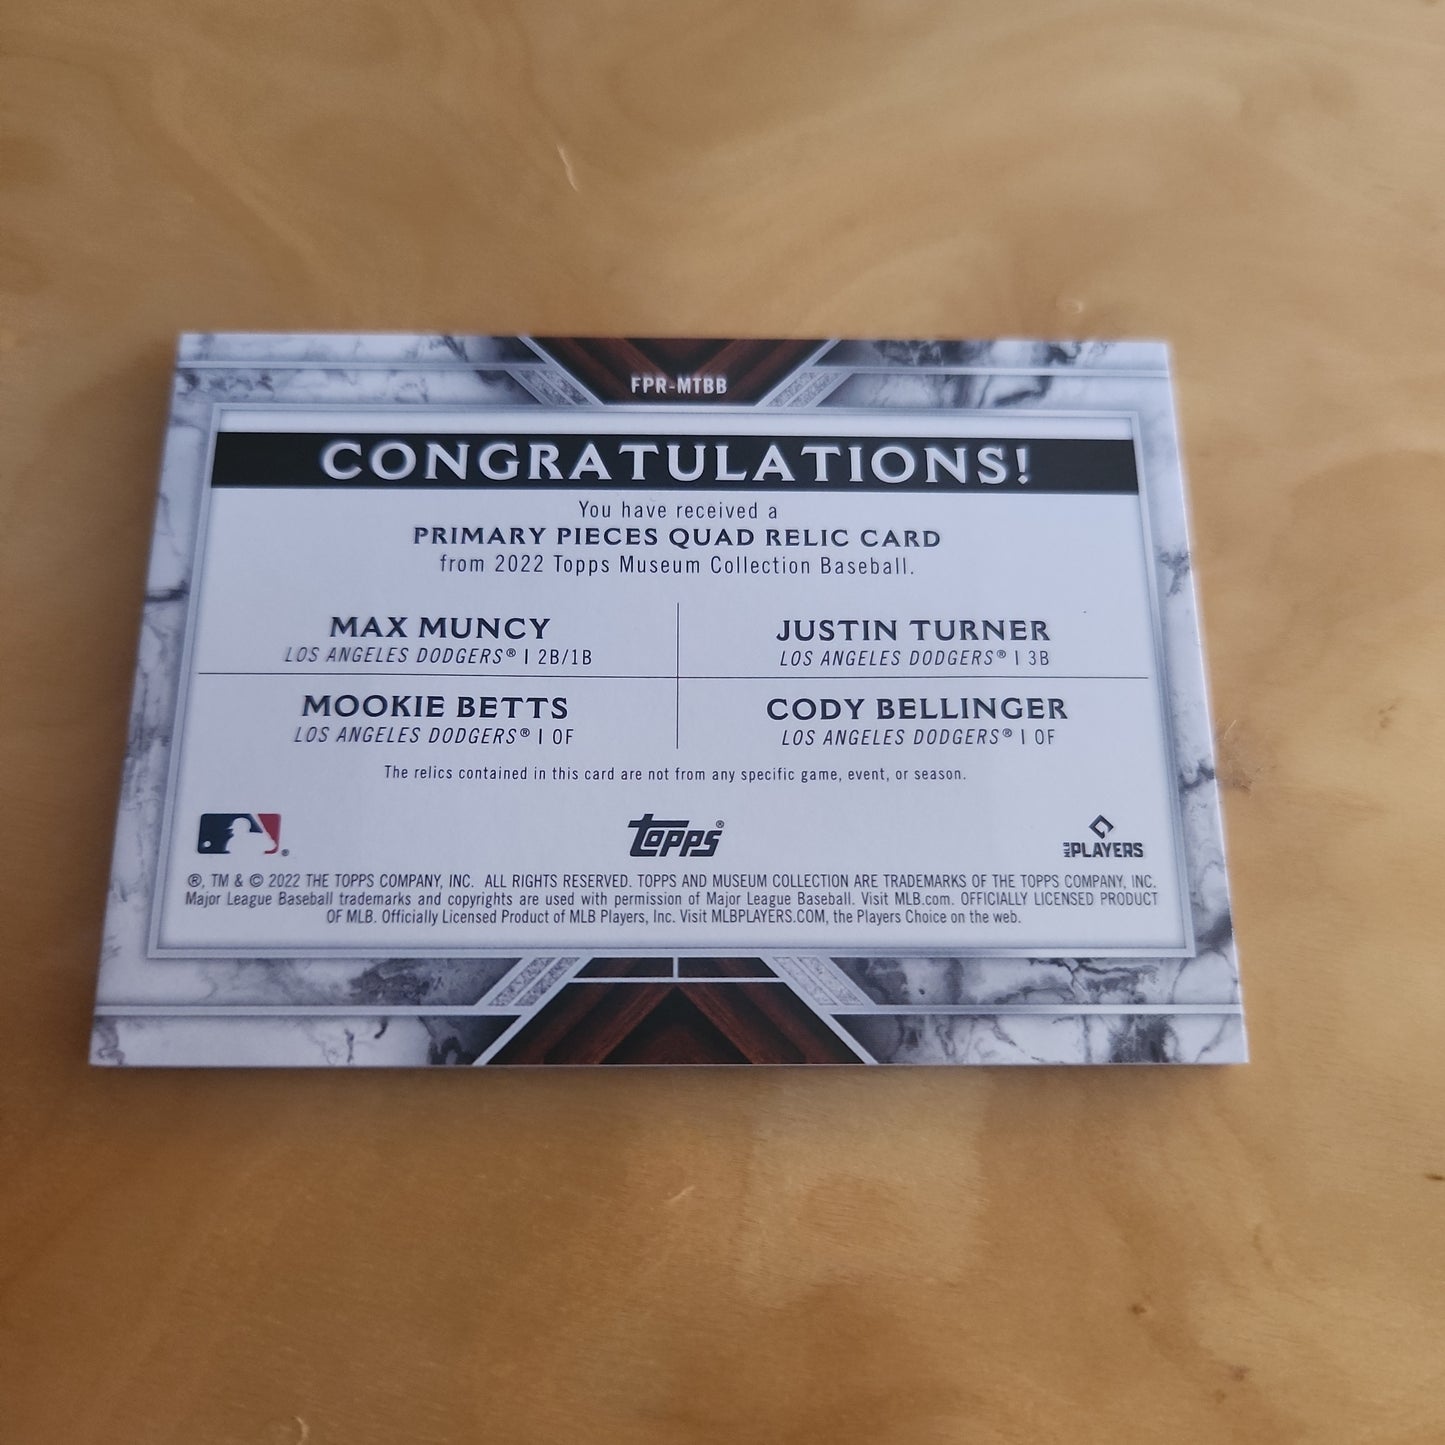 FPR-MTBB
CONGRATULATIONS!
You have received a
PRIMARY PIECES QUAD RELIC CARD
from 2022 Topps Museum Collection Baseball.
MAX MUNCY
LOS ANGELES DODGERS® | 2B/1B
JUSTIN TURNER
LOS ANGELES DODGERS® | 3B
MOOKIE BETTS
LOS ANGELES DODGERS® | OF
CODY BELLINGER
LOS ANGELES DODGERS® | OF
The relics contained in this card are not from any specific game, event, or season.
®
topps®
MLB PLAYERS
®, TM & © 2022 THE TOPPS COMPANY, INC. ALL RIGHTS RESERVED. TOPPS AND MUSEUM COLLECTION ARE TRADEMARKS OF THE TOPPS COMPANY, INC.
Major League Baseball trademarks and copyrights are used with permission of Major League Baseball. Visit MLB.com. OFFICIALLY LICENSED PRODUCT
OF MLB. Officially Licensed Product of MLB Players, Inc. Visit MLBPLAYERS.COM, the Players Choice on the web.